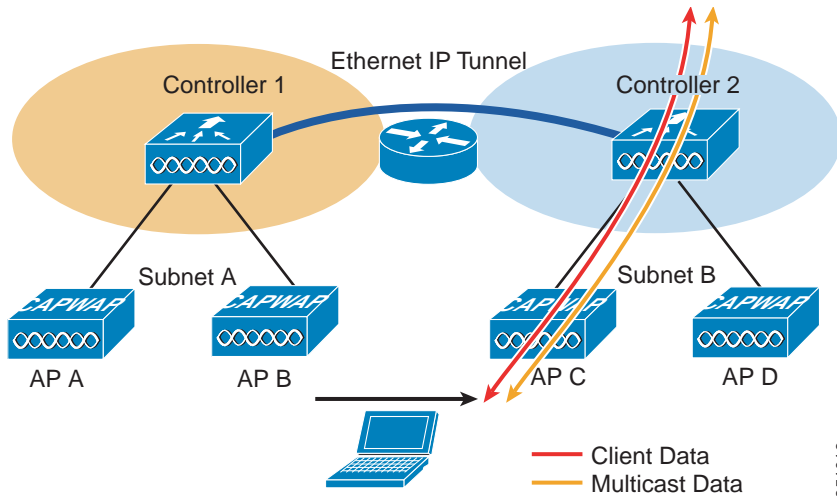 Ethernet IP Tunnel
Controller 1
Controller 2
Subnet A
Subnet B
CAPWAP
CAPWAP
CAPWAP
CAPWAP
AP A
AP B
AP C
AP D
Client Data
Multicast Data